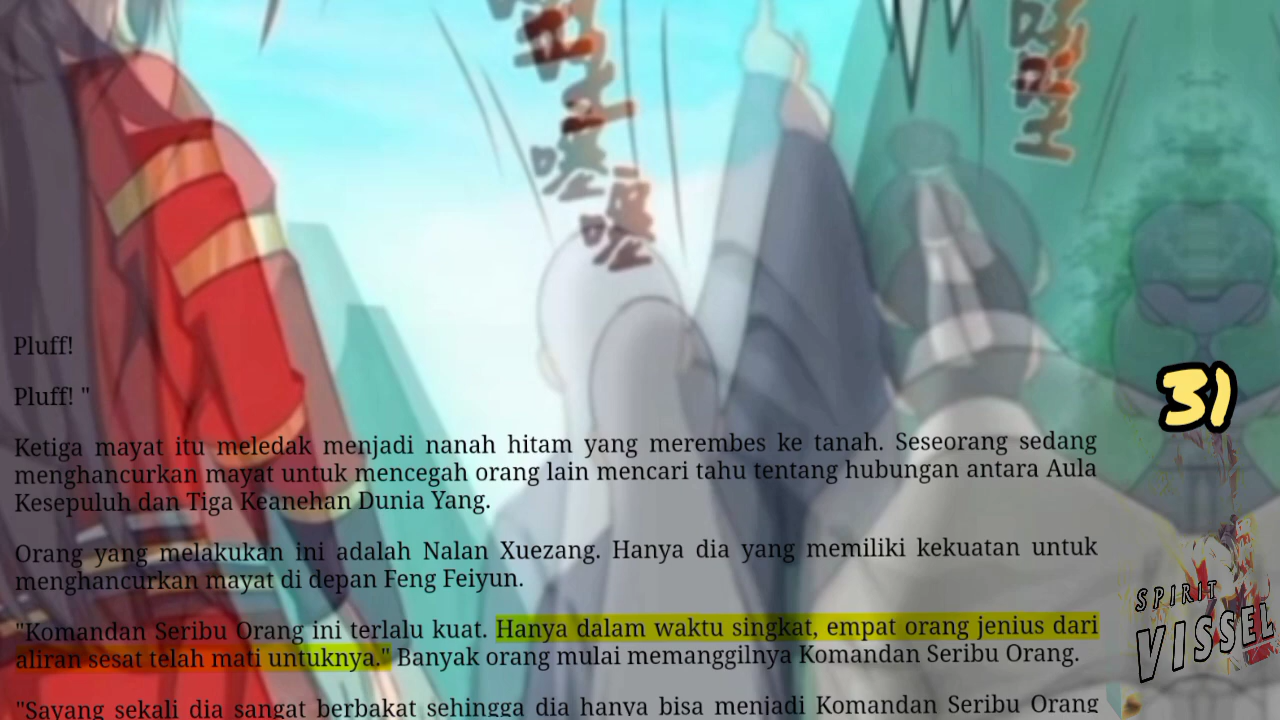 Pluff!
Pluff! "
Ketiga mayat itu meledak menjadi nanah hitam yang merembes ke tanah. Seseorang sedang
menghancurkan mayat untuk mencegah orang lain mencari tahu tentang hubungan antara Aula
Kesepuluh dan Tiga Keanehan Dunia Yang.
Orang yang melakukan ini adalah Nalan Xuezang. Hanya dia yang memiliki kekuatan untuk
menghancurkan mayat di depan Feng Feiyun.
"Komandan Seribu Orang ini terlalu kuat. Hanya dalam waktu singkat, empat orang jenius dari
aliran sesat telah mati untuknya." Banyak orang mulai memanggilnya Komandan Seribu Orang.
"Sayang sekali dia sangat berbakat sehingga dia hanya bisa menjadi Komandan Seribu Orang
31
SPIRIT
VISSEL